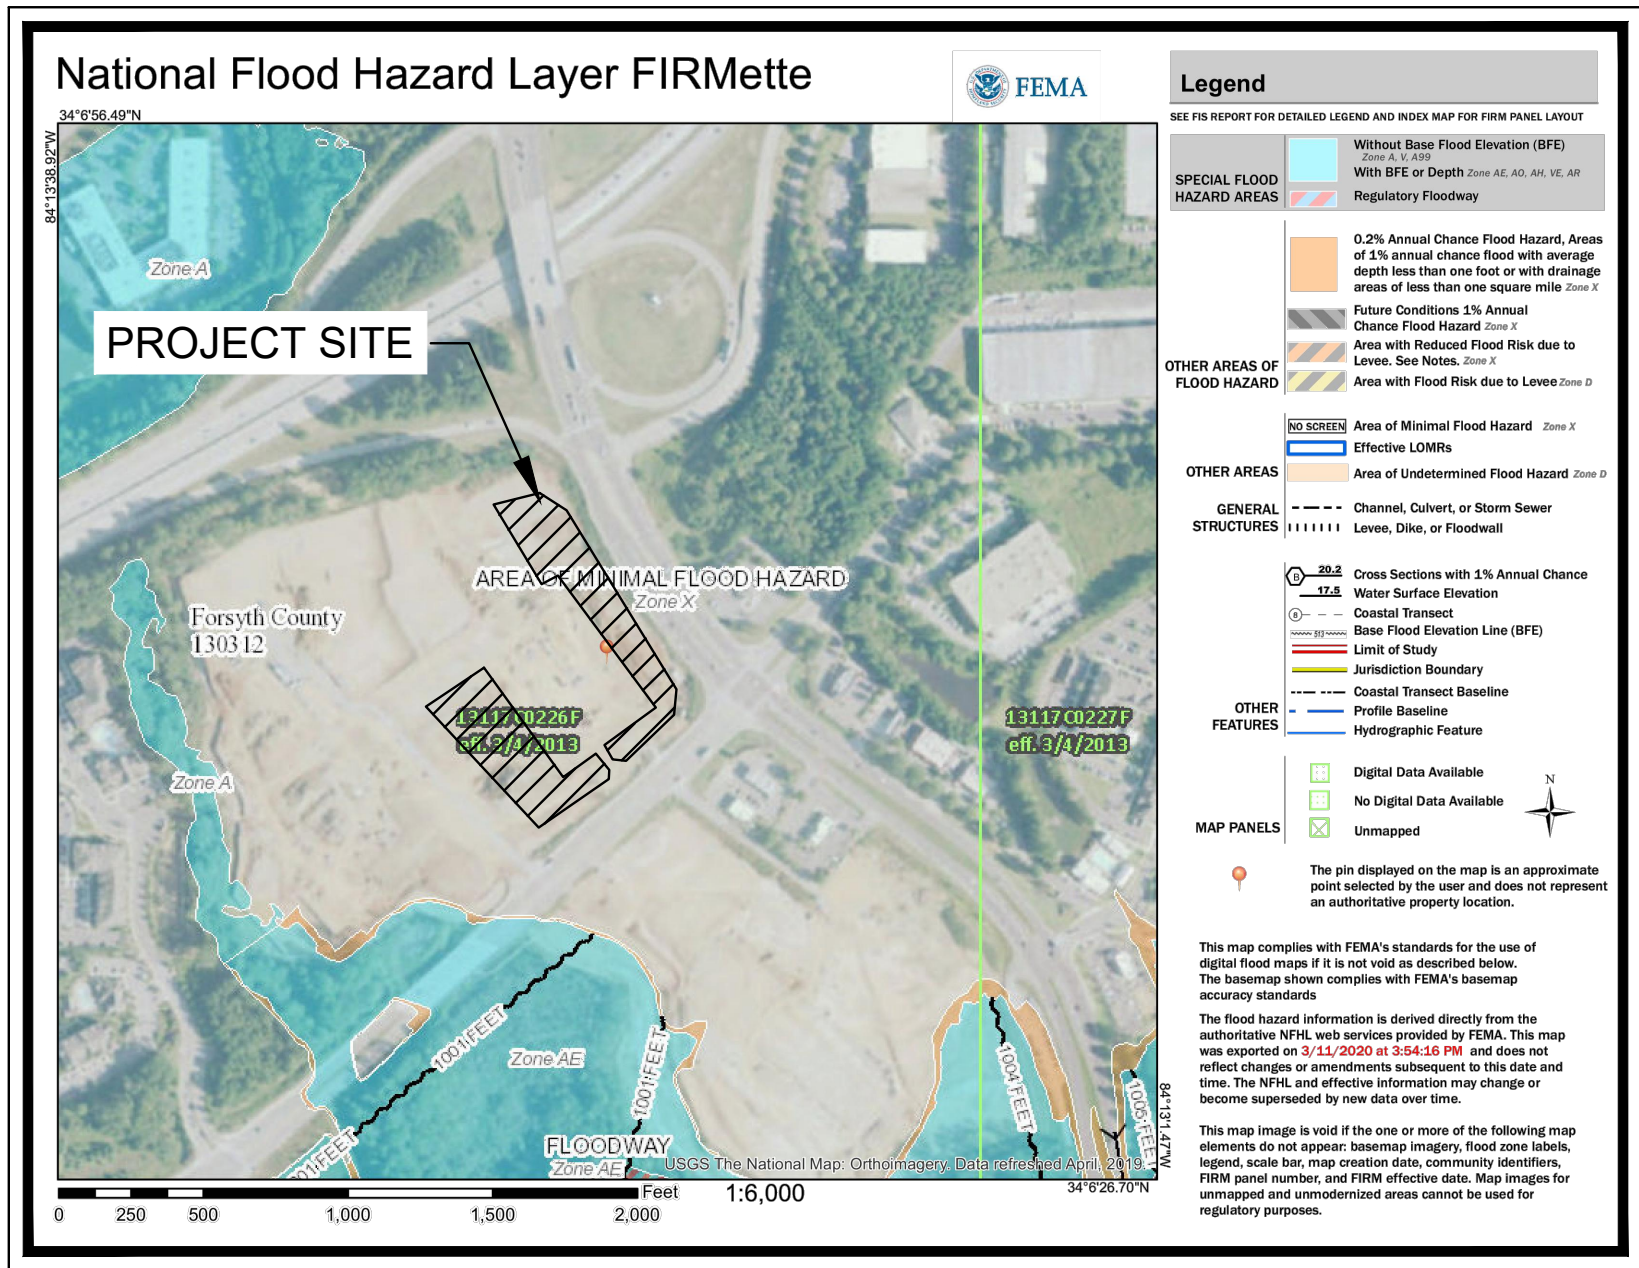 National Flood Hazard Layer FIRMette
FEMA
34°6'56.49"N
84°13'38.92"W
Zone A
PROJECT SITE
AREA OF MINIMAL FLOOD HAZARD
Zone X
Forsyth County
130312
13117C0226F
eff. 3/4/2013
13117C0227F
eff. 3/4/2013
Zone A
1001 FEET
Zone AE
1001 FEET
1004 FEET
1005 FEET
001 FEET
FLOODWAY
Zone AE
USGS The National Map: Orthoimagery. Data refreshed April, 2019.
84°13'1.47"W
34°6'26.70"N
Feet
1:6,000
0 250 500 1,000 1,500 2,000
Legend
SEE FIS REPORT FOR DETAILED LEGEND AND INDEX MAP FOR FIRM PANEL LAYOUT
SPECIAL FLOOD
HAZARD AREAS
Without Base Flood Elevation (BFE)
Zone A, V, A99
With BFE or Depth Zone AE, AO, AH, VE, AR
Regulatory Floodway
OTHER AREAS OF
FLOOD HAZARD
0.2% Annual Chance Flood Hazard, Areas
of 1% annual chance flood with average
depth less than one foot or with drainage
areas of less than one square mile Zone X
Future Conditions 1% Annual
Chance Flood Hazard Zone X
Area with Reduced Flood Risk due to
Levee. See Notes. Zone X
Area with Flood Risk due to Levee Zone D
OTHER AREAS
NO SCREEN Area of Minimal Flood Hazard Zone X
Effective LOMRs
Area of Undetermined Flood Hazard Zone D
GENERAL
STRUCTURES
Channel, Culvert, or Storm Sewer
Levee, Dike, or Floodwall
OTHER
FEATURES
B 20.2 Cross Sections with 1% Annual Chance
17.5 Water Surface Elevation
8 Coastal Transect
513 Base Flood Elevation Line (BFE)
Limit of Study
Jurisdiction Boundary
Coastal Transect Baseline
Profile Baseline
Hydrographic Feature
MAP PANELS
Digital Data Available
No Digital Data Available
Unmapped
N
The pin displayed on the map is an approximate
point selected by the user and does not represent
an authoritative property location.
This map complies with FEMA's standards for the use of
digital flood maps if it is not void as described below.
The basemap shown complies with FEMA's basemap
accuracy standards
The flood hazard information is derived directly from the
authoritative NFHL web services provided by FEMA. This map
was exported on 3/11/2020 at 3:54:16 PM and does not
reflect changes or amendments subsequent to this date and
time. The NFHL and effective information may change or
become superseded by new data over time.
This map image is void if the one or more of the following map
elements do not appear: basemap imagery, flood zone labels,
legend, scale bar, map creation date, community identifiers,
FIRM panel number, and FIRM effective date. Map images for
unmapped and unmodernized areas cannot be used for
regulatory purposes.